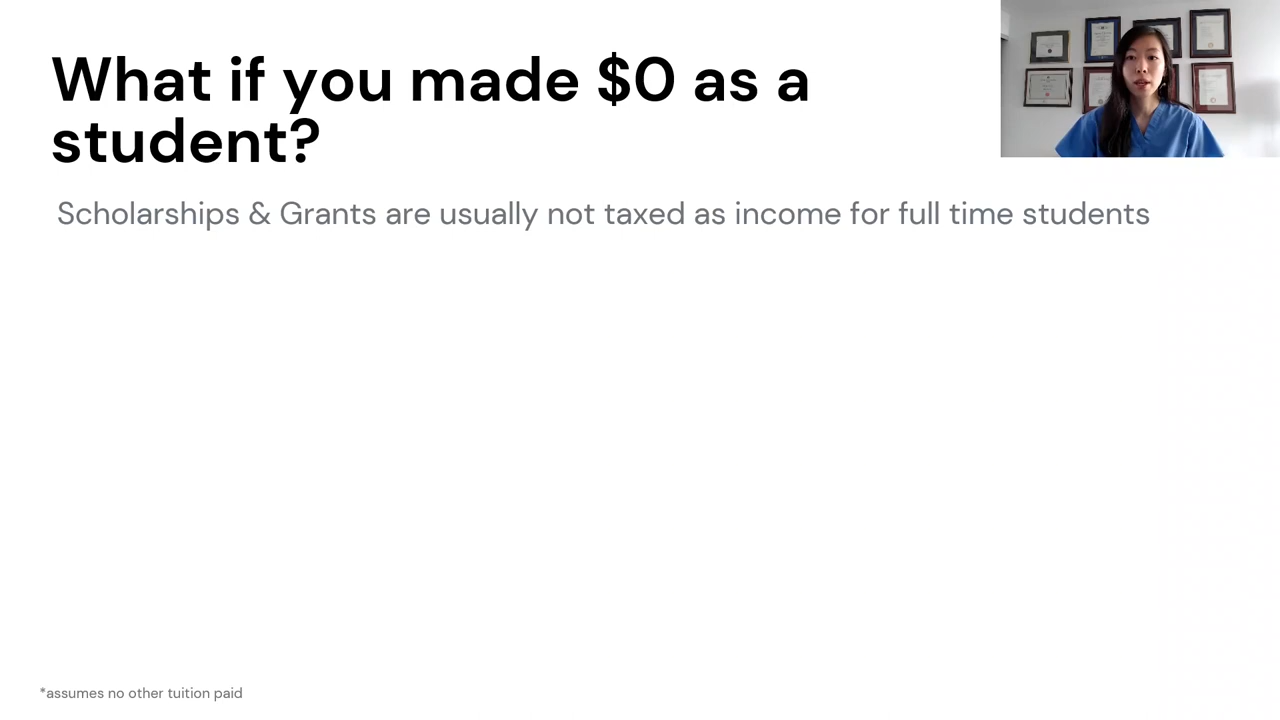 What if you made $0 as a
student?
Scholarships & Grants are usually not taxed as income for full time students
*assumes no other tuition paid